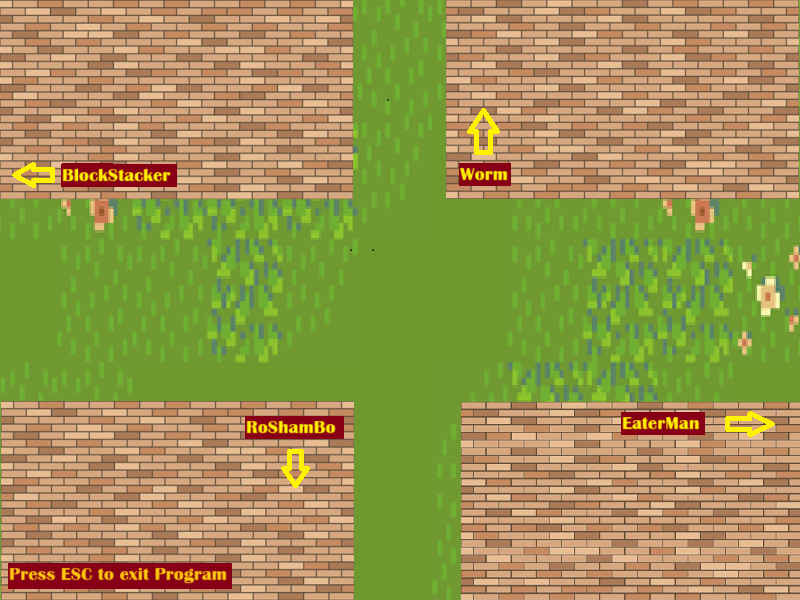 BlockStacker
Worm
RoShamBo
EaterMan
Press ESC to exit Program